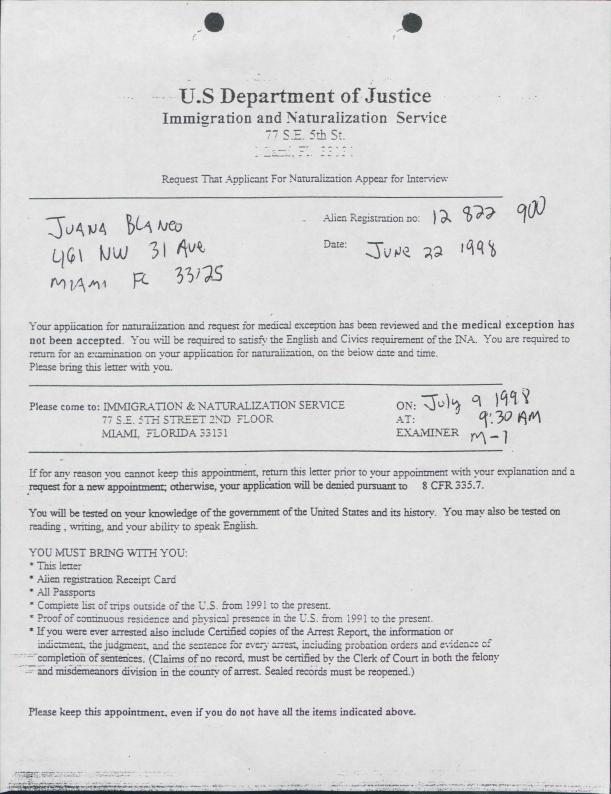 U.S Department of Justice
Immigration and Naturalization Service
77 S.E. 5th St.
Miami, FL 33131
Request That Applicant For Naturalization Appear for Interview
JUANA BLANCO
461 NW 31 Ave
MIAMI FL 33125
Alien Registration no: 12 822 900
Date: JUNE 22 1998
Your application for naturalization and request for medical exception has been reviewed and the medical exception has
not been accepted. You will be required to satisfy the English and Civics requirement of the INA. You are required to
return for an examination on your application for naturalization, on the below date and time.
Please bring this letter with you.
Please come to: IMMIGRATION & NATURALIZATION SERVICE
77 S.E. 5TH STREET 2ND FLOOR
MIAMI, FLORIDA 33131
ON: July 9 1998
AT: 9:30 AM
EXAMINER M-1
If for any reason you cannot keep this appointment, return this letter prior to your appointment with your explanation and a
request for a new appointment; otherwise, your application will be denied pursuant to 8 CFR 335.7.
You will be tested on your knowledge of the government of the United States and its history. You may also be tested on
reading , writing, and your ability to speak English.
YOU MUST BRING WITH YOU:
* This letter
* Alien registration Receipt Card
* All Passports
* Complete list of trips outside of the U.S. from 1991 to the present.
* Proof of continuous residence and physical presence in the U.S. from 1991 to the present.
* If you were ever arrested also include Certified copies of the Arrest Report, the information or
indictment, the judgment, and the sentence for every arrest, including probation orders and evidence of
completion of sentences. (Claims of no record, must be certified by the Clerk of Court in both the felony
and misdemeanors division in the county of arrest. Sealed records must be reopened.)
Please keep this appointment, even if you do not have all the items indicated above.